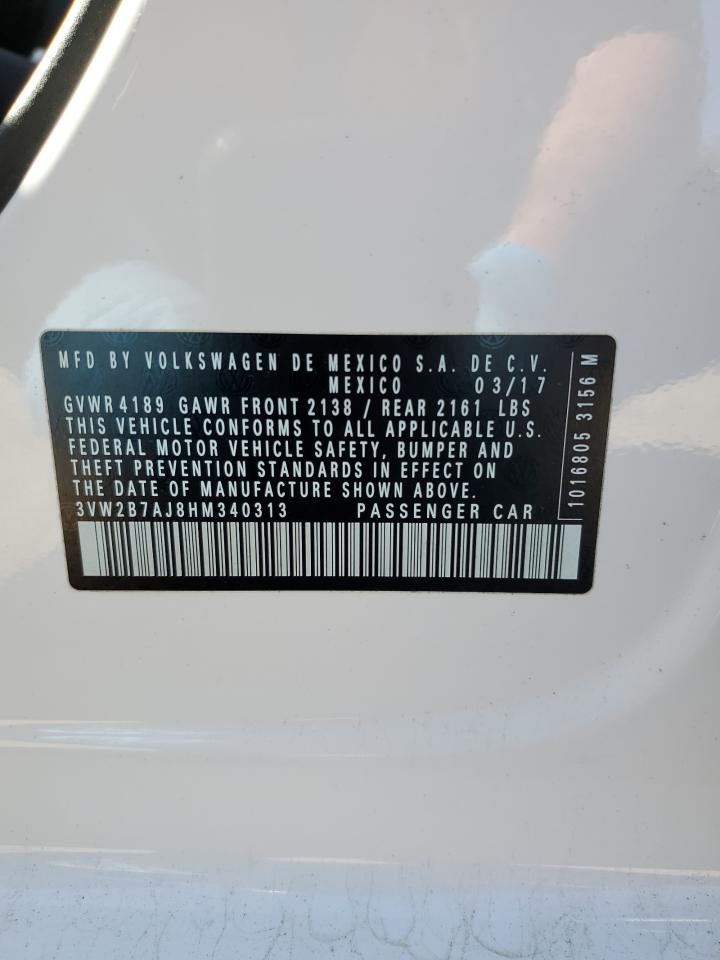 MFD BY VOLKSWAGEN DE MEXICO S.A. DE C.V.
MEXICO 03/17
GVWR 4189 GAWR FRONT 2138 / REAR 2161 LBS
THIS VEHICLE CONFORMS TO ALL APPLICABLE U.S.
FEDERAL MOTOR VEHICLE SAFETY, BUMPER AND
THEFT PREVENTION STANDARDS IN EFFECT ON
THE DATE OF MANUFACTURE SHOWN ABOVE.
3VW2B7AJ8HM340313 PASSENGER CAR
1016805 3156 M